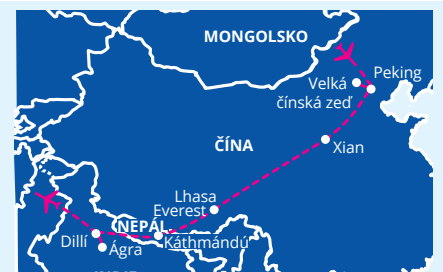 MONGOLSKO
Peking
Velká
čínská zeď
ČÍNA
Xian
Lhasa
Everest
NEPÁL
Dillí
Káthmándú
Ágra